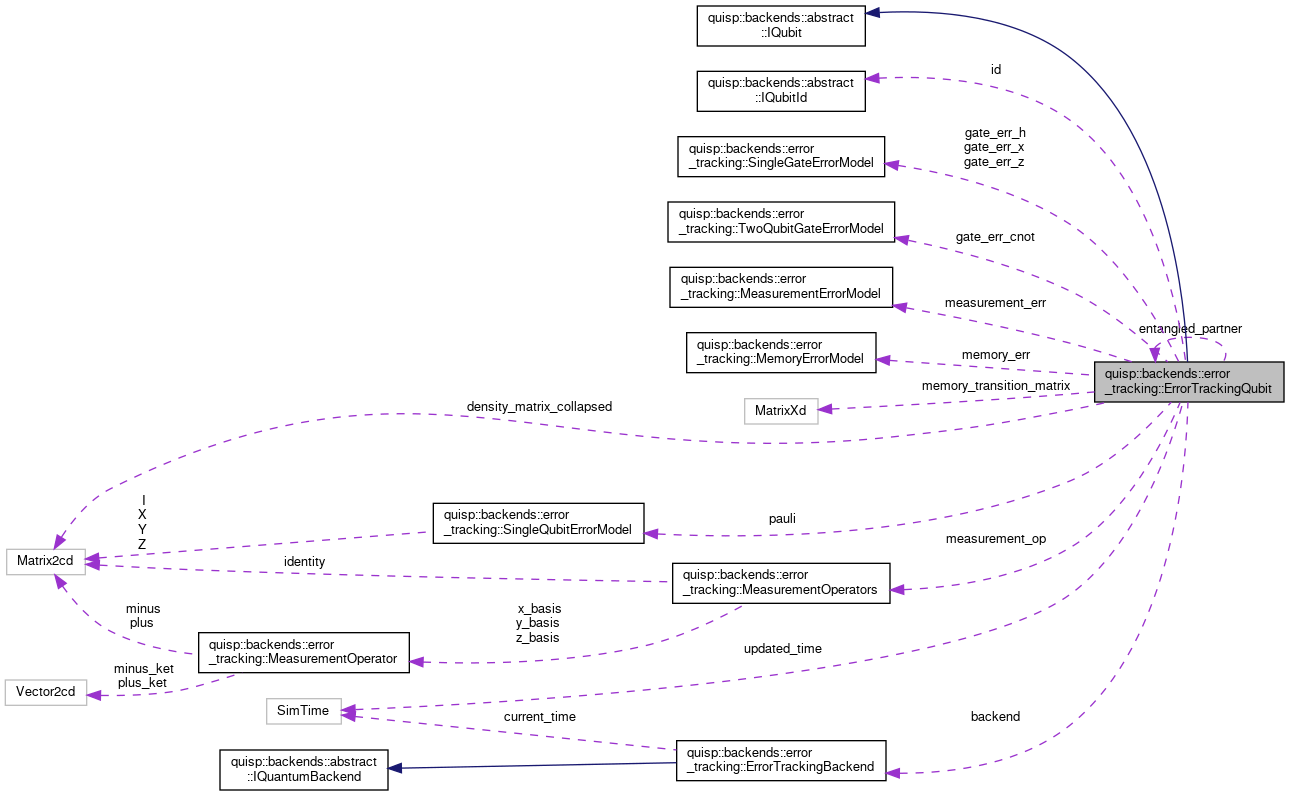 quisp::backends::abstract
::IQubit
id
quisp::backends::abstract
::IQubitId
gate_err_h
gate_err_x
gate_err_z
quisp::backends::error
_tracking::SingleGateErrorModel
quisp::backends::error
_tracking::TwoQubitGateErrorModel
gate_err_cnot
quisp::backends::error
_tracking::MeasurementErrorModel
measurement_err
entangled_partner
quisp::backends::error
_tracking::MemoryErrorModel
memory_err
quisp::backends::error
_tracking::ErrorTrackingQubit
memory_transition_matrix
MatrixXd
density_matrix_collapsed
I
X
Y
Z
quisp::backends::error
_tracking::SingleQubitErrorModel
pauli
measurement_op
Matrix2cd
identity
quisp::backends::error
_tracking::MeasurementOperators
minus
plus
x_basis
y_basis
z_basis
quisp::backends::error
_tracking::MeasurementOperator
updated_time
minus_ket
plus_ket
Vector2cd
SimTime
current_time
backend
quisp::backends::error
_tracking::ErrorTrackingBackend
quisp::backends::abstract
::IQuantumBackend